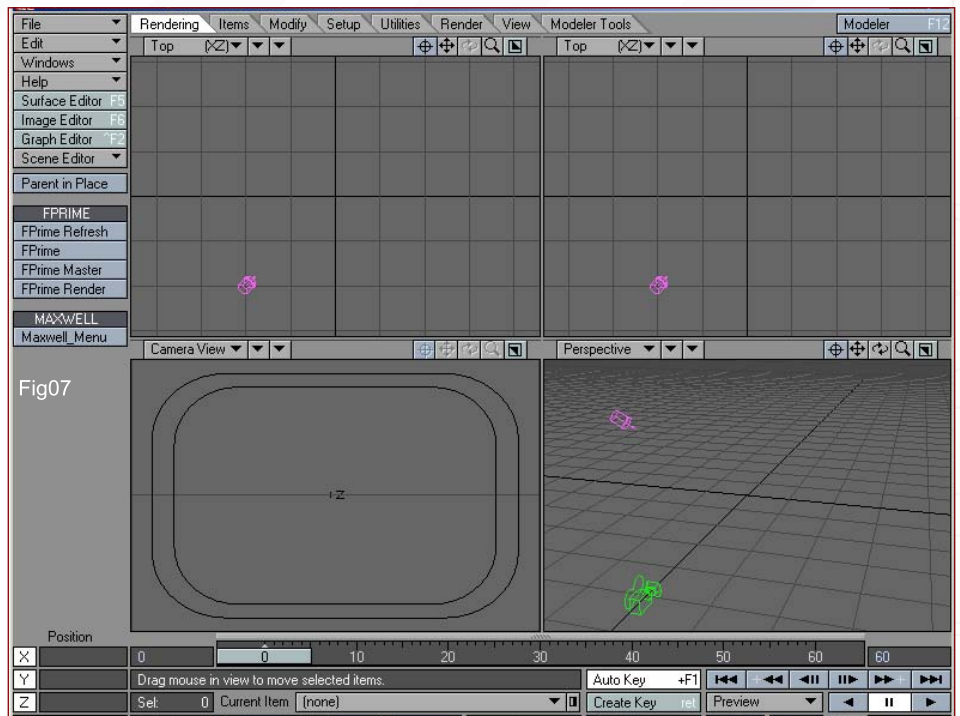 File
Edit
Windows
Help
Surface Editor F5
Image Editor F6
Graph Editor ^F2
Scene Editor
Parent in Place
FPRIME
FPrime Refresh
FPrime
FPrime Master
FPrime Render
MAXWELL
Maxwell_Menu
Fig07
Rendering Items Modify Setup Utilities Render View Modeler Tools Modeler F12
Top (XZ) Top (XZ)
Camera View Perspective
Z
Position
X 0 0 10 20 30 40 50 60 60
Y Drag mouse in view to move selected items. Auto Key +F1
Z Sel: 0 Current Item (none) Create Key ret Preview